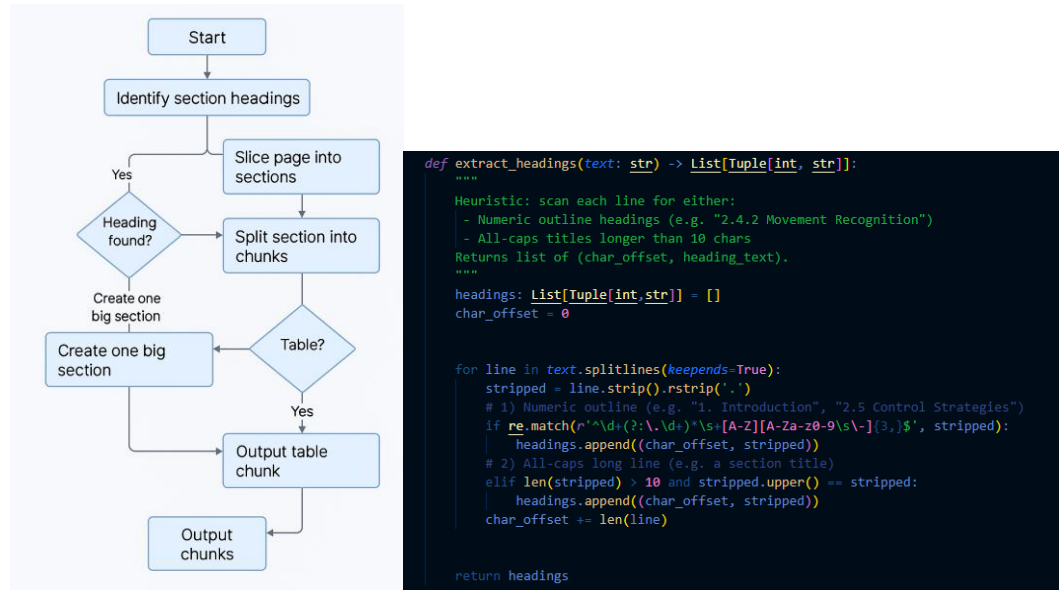 Start
Identify section headings
Slice page into
sections
Yes
Heading
found?
Split section into
chunks
Create one
big section
Create one big
section
Table?
Yes
Output table
chunk
Output
chunks
def extract_headings(text: str) -> List[Tuple[int, str]]:
"""
Heuristic: scan each line for either:
- Numeric outline headings (e.g. "2.4.2 Movement Recognition")
- All-caps titles longer than 10 chars
Returns list of (char_offset, heading_text).
"""
headings: List[Tuple[int,str]] = []
char_offset = 0
for line in text.splitlines(keepends=True):
stripped = line.strip().rstrip('.')
# 1) Numeric outline (e.g. "1. Introduction", "2.5 Control Strategies")
if re.match(r'^\d+(?:\.\d+)*\s+[A-Z][A-Za-z0-9\s\-]{3,}$', stripped):
headings.append((char_offset, stripped))
# 2) All-caps long line (e.g. a section title)
elif len(stripped) > 10 and stripped.upper() == stripped:
headings.append((char_offset, stripped))
char_offset += len(line)
return headings